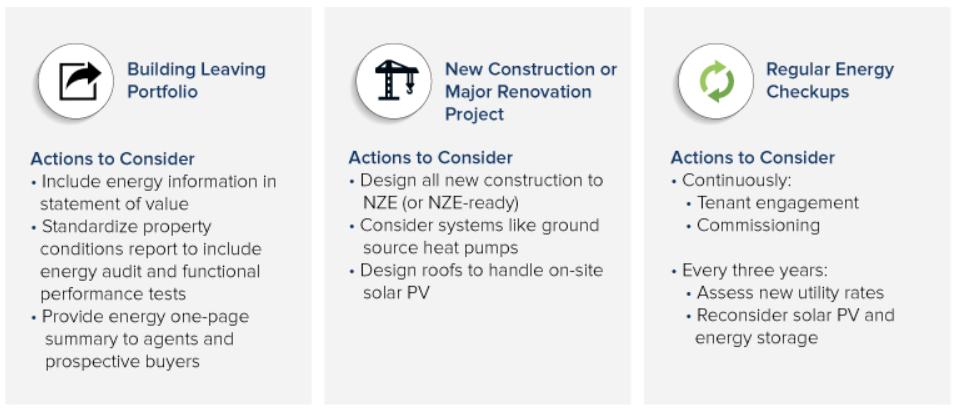 Building Leaving
Portfolio
Actions to Consider
• Include energy information in
statement of value
• Standardize property
conditions report to include
energy audit and functional
performance tests
• Provide energy one-page
summary to agents and
prospective buyers
New Construction or
Major Renovation
Project
Actions to Consider
• Design all new construction to
NZE (or NZE-ready)
• Consider systems like ground
source heat pumps
• Design roofs to handle on-site
solar PV
Regular Energy
Checkups
Actions to Consider
• Continuously:
• Tenant engagement
• Commissioning
• Every three years:
• Assess new utility rates
• Reconsider solar PV and
energy storage